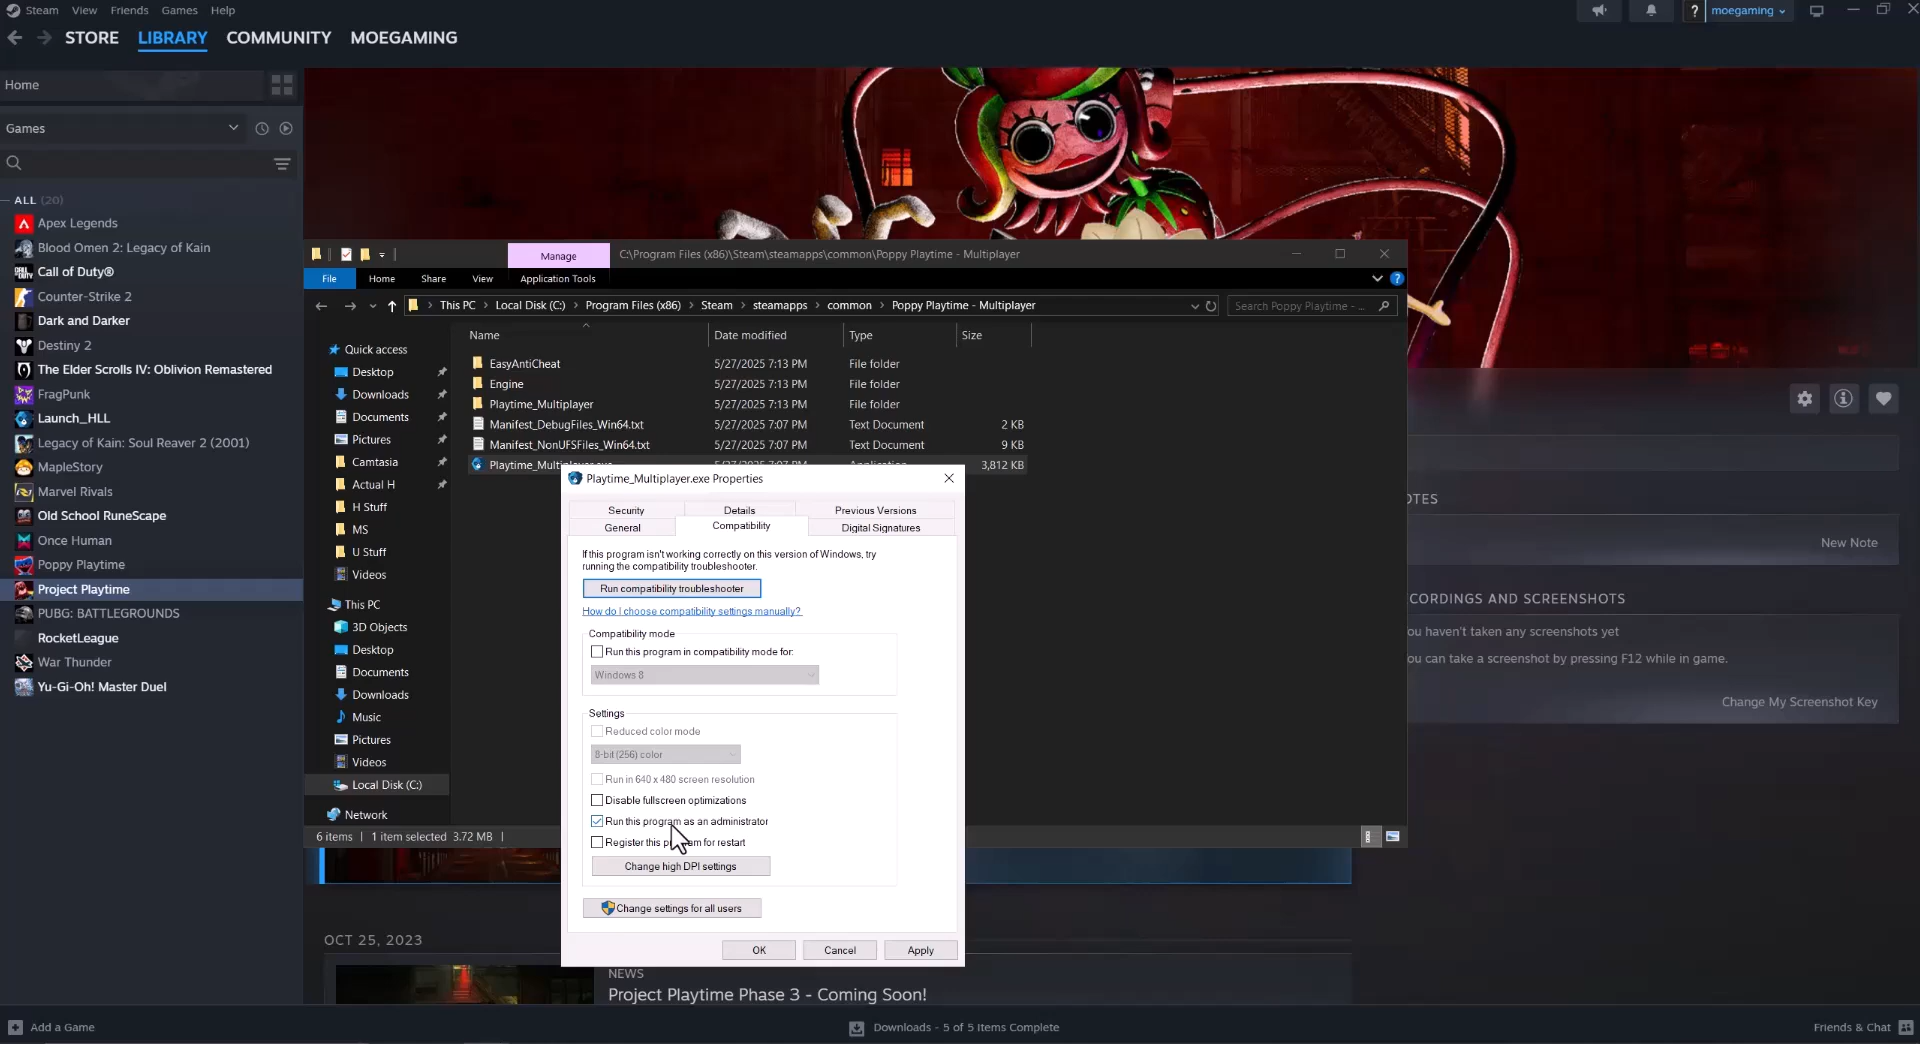 Steam View Friends Games Help
moegaming
STORE LIBRARY COMMUNITY MOEGAMING
Home
Games
ALL (20)
Apex Legends
Blood Omen 2: Legacy of Kain
Call of Duty®
Counter-Strike 2
Dark and Darker
Destiny 2
The Elder Scrolls IV: Oblivion Remastered
FragPunk
Launch_HLL
Legacy of Kain: Soul Reaver 2 (2001)
MapleStory
Marvel Rivals
Old School RuneScape
Once Human
Poppy Playtime
Project Playtime
PUBG: BATTLEGROUNDS
RocketLeague
War Thunder
Yu-Gi-Oh! Master Duel
Manage C:\Program Files (x86)\Steam\steamapps\common\Poppy Playtime - Multiplayer
File Home Share View Application Tools
This PC > Local Disk (C:) > Program Files (x86) > Steam > steamapps > common > Poppy Playtime - Multiplayer
Search Poppy Playtime - ...
Name Date modified Type Size
Quick access
Desktop
Downloads
Documents
Pictures
Camtasia
Actual H
H Stuff
MS
U Stuff
Videos
This PC
3D Objects
Desktop
Documents
Downloads
Music
Pictures
Videos
Local Disk (C:)
Network
EasyAntiCheat 5/27/2025 7:13 PM File folder
Engine 5/27/2025 7:13 PM File folder
Playtime_Multiplayer 5/27/2025 7:13 PM File folder
Manifest_DebugFiles_Win64.txt 5/27/2025 7:07 PM Text Document 2 KB
Manifest_NonUFSFiles_Win64.txt 5/27/2025 7:07 PM Text Document 9 KB
Playtime_Multiplayer.exe 5/27/2025 7:07 PM Application 3,812 KB
6 items 1 item selected 3.72 MB
Playtime_Multiplayer.exe Properties
Security Details Previous Versions
General Compatibility Digital Signatures
If this program isn't working correctly on this version of Windows, try
running the compatibility troubleshooter.
Run compatibility troubleshooter
How do I choose compatibility settings manually?
Compatibility mode
Run this program in compatibility mode for:
Windows 8
Settings
Reduced color mode
8-bit (256) color
Run in 640 x 480 screen resolution
Disable fullscreen optimizations
Run this program as an administrator
Register this program for restart
Change high DPI settings
Change settings for all users
OK Cancel Apply
OTES
New Note
CORDINGS AND SCREENSHOTS
ou haven't taken any screenshots yet
ou can take a screenshot by pressing F12 while in game.
Change My Screenshot Key
OCT 25, 2023
NEWS
Project Playtime Phase 3 - Coming Soon!
Add a Game
Downloads - 5 of 5 Items Complete
Friends & Chat